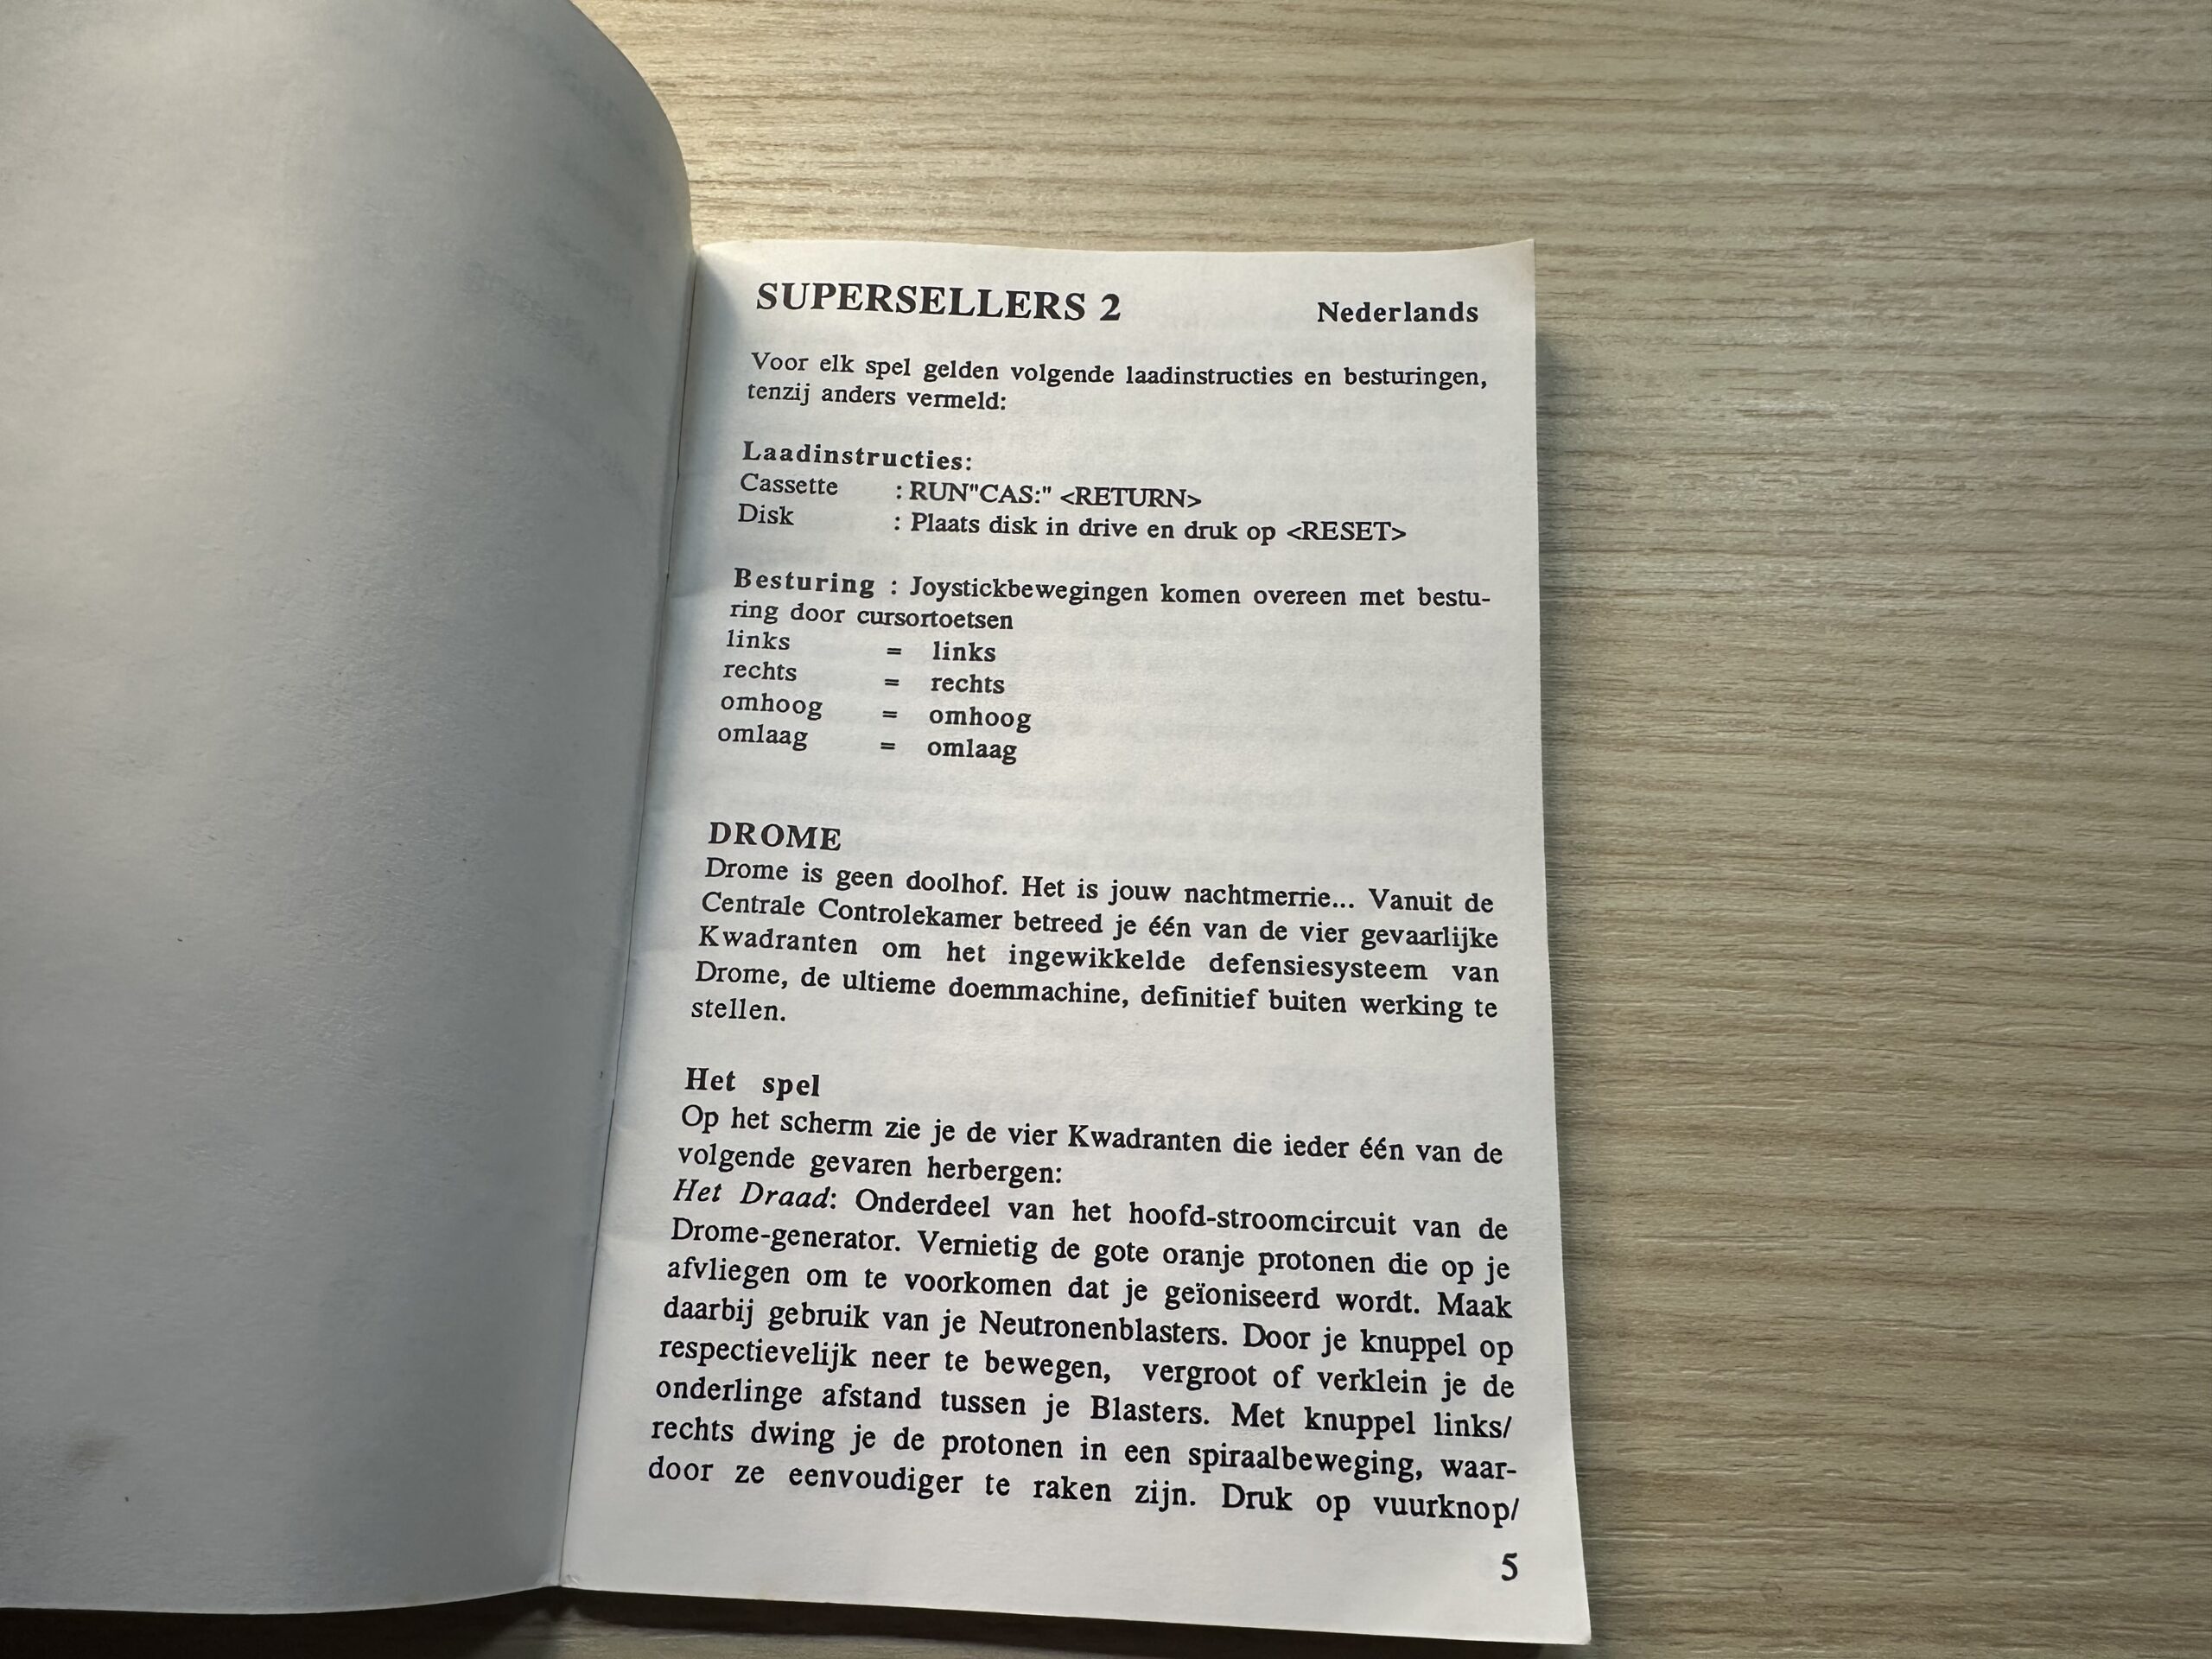 SUPERSELLERS 2 Nederlands
Voor elk spel gelden volgende laadinstructies en besturingen,
tenzij anders vermeld:
Laadinstructies:
Cassette : RUN"CAS:" <RETURN>
Disk : Plaats disk in drive en druk op <RESET>
Besturing : Joystickbewegingen komen overeen met bestu-
ring door cursortoetsen
links = links
rechts = rechts
omhoog = omhoog
omlaag = omlaag
DROME
Drome is geen doolhof. Het is jouw nachtmerrie... Vanuit de
Centrale Controlekamer betreed je één van de vier gevaarlijke
Kwadranten om het ingewikkelde defensiesysteem van
Drome, de ultieme doemmachine, definitief buiten werking te
stellen.
Het spel
Op het scherm zie je de vier Kwadranten die ieder één van de
volgende gevaren herbergen:
Het Draad: Onderdeel van het hoofd-stroomcircuit van de
Drome-generator. Vernietig de gote oranje protonen die op je
afvliegen om te voorkomen dat je geïoniseerd wordt. Maak
daarbij gebruik van je Neutronenblasters. Door je knuppel op
respectievelijk neer te bewegen, vergroot of verklein je de
onderlinge afstand tussen je Blasters. Met knuppel links/
rechts dwing je de protonen in een spiraalbeweging, waar-
door ze eenvoudiger te raken zijn. Druk op vuurknop/
5